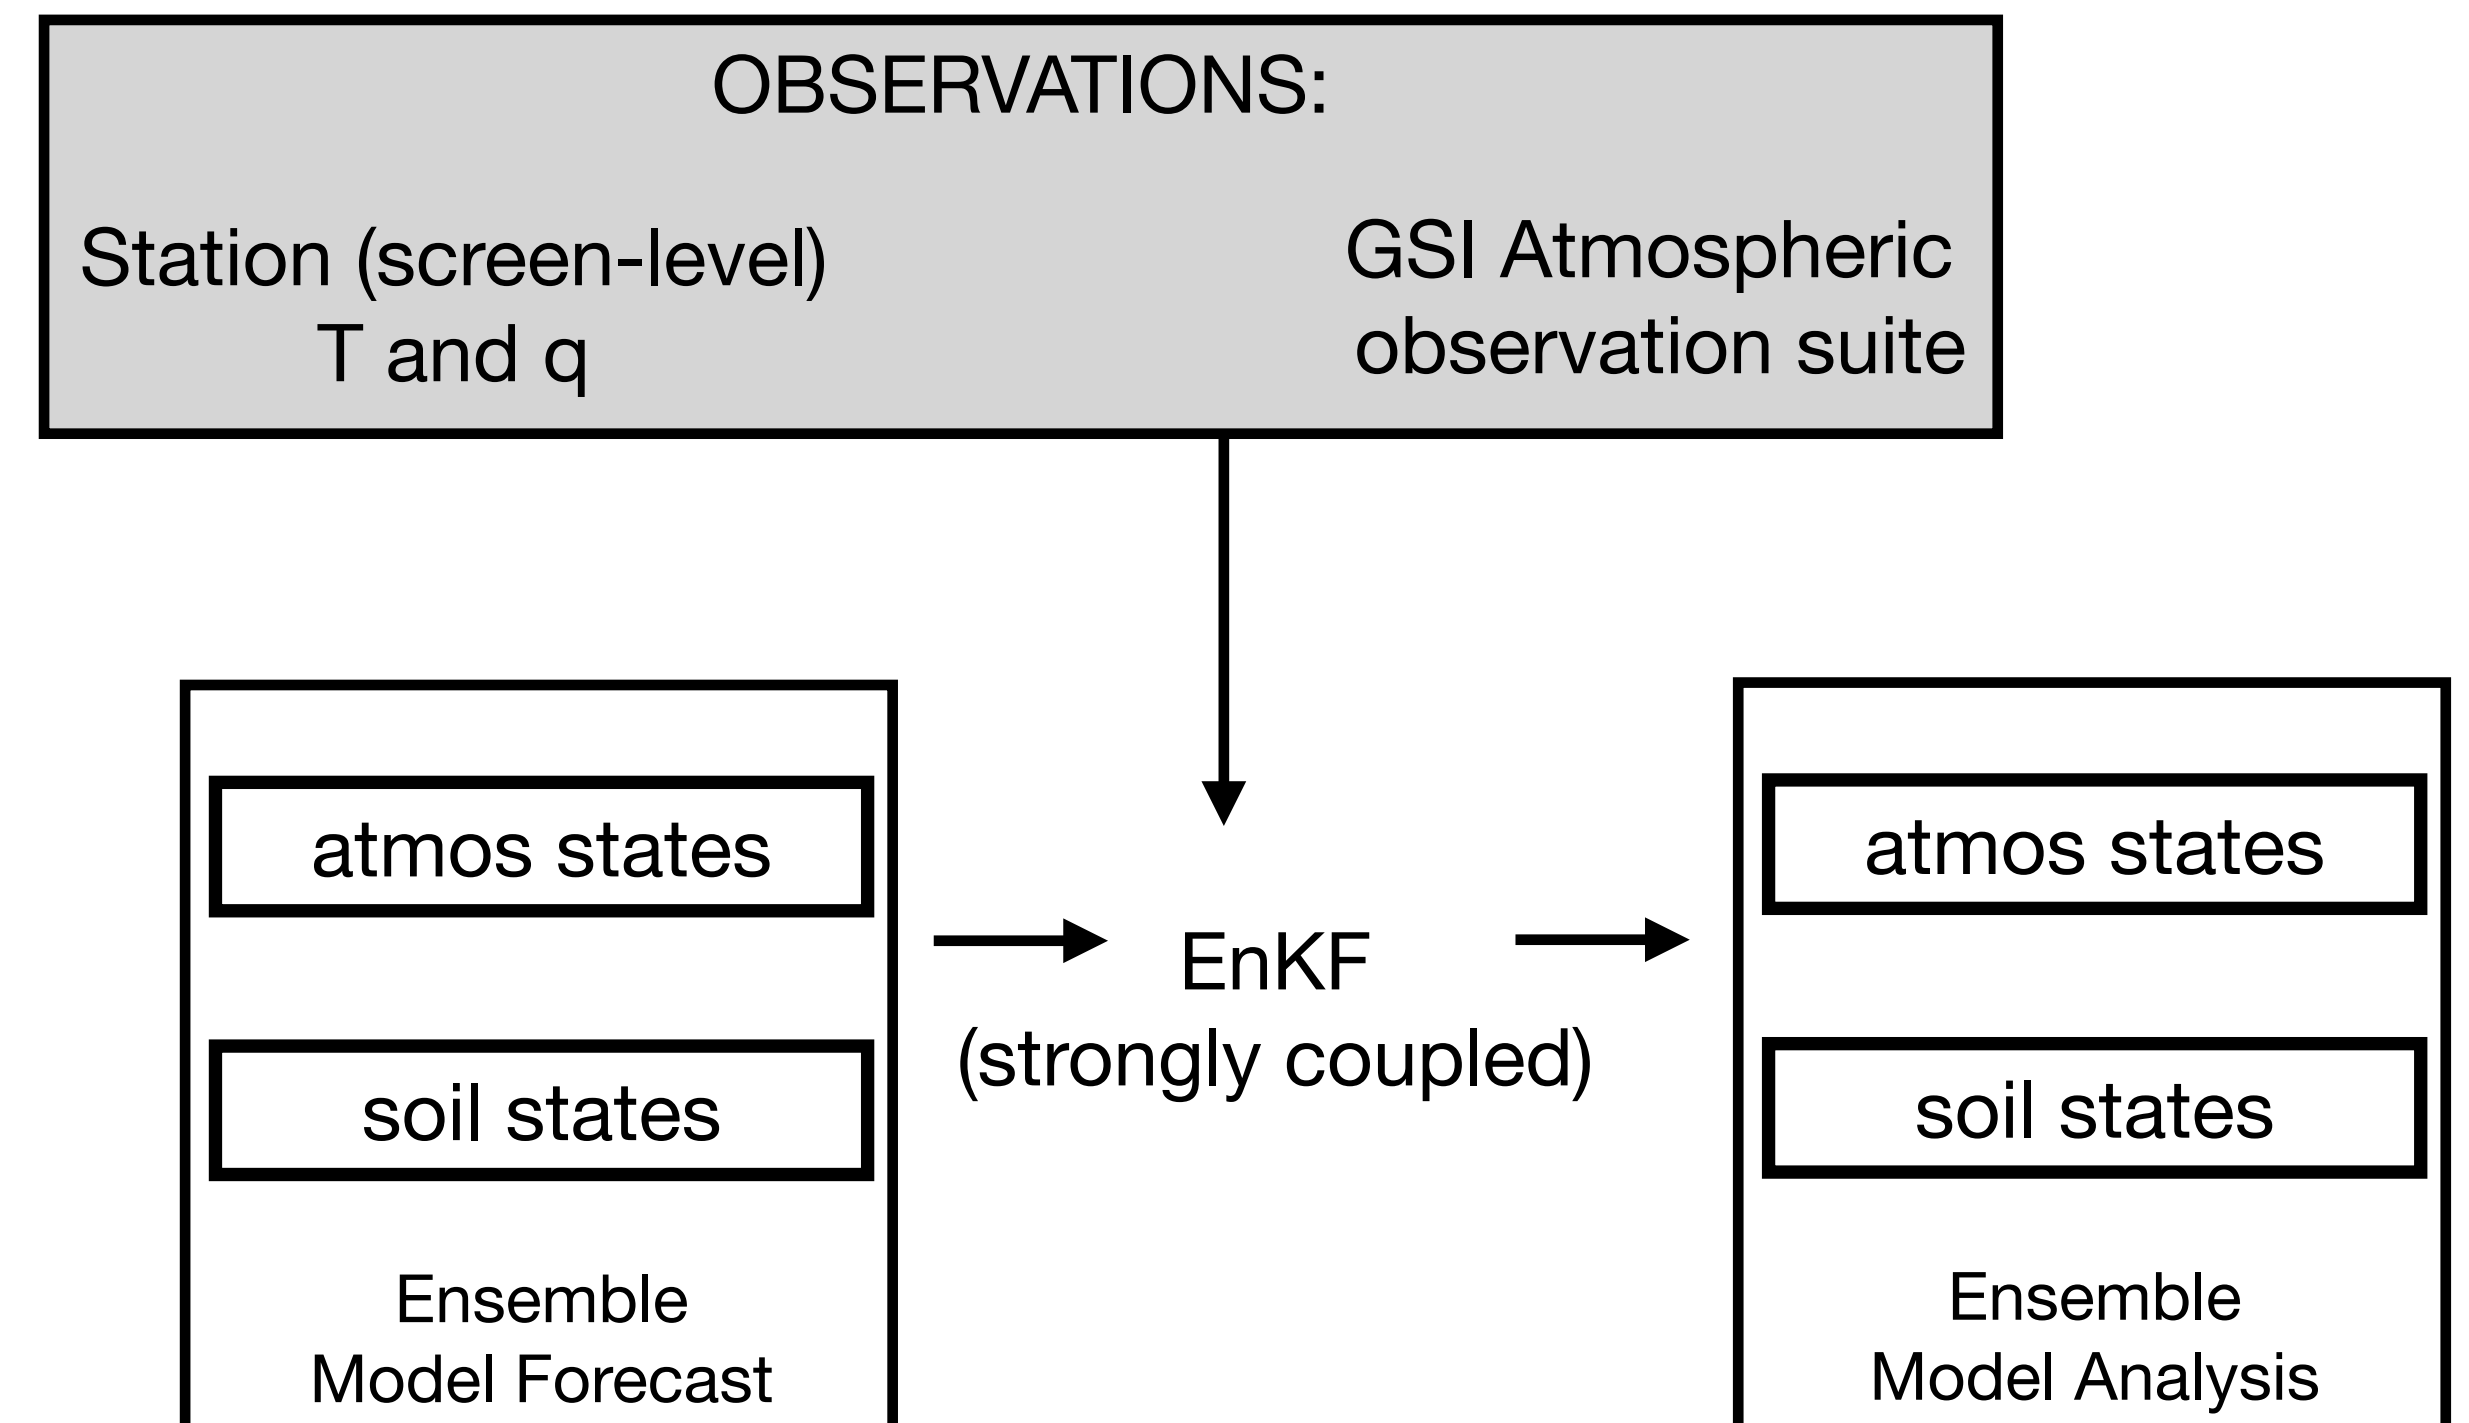 OBSERVATIONS:
Station (screen-level)
T and q
GSI Atmospheric
observation suite
atmos states
soil states
Ensemble
Model Forecast
EnKF
(strongly coupled)
atmos states
soil states
Ensemble
Model Analysis